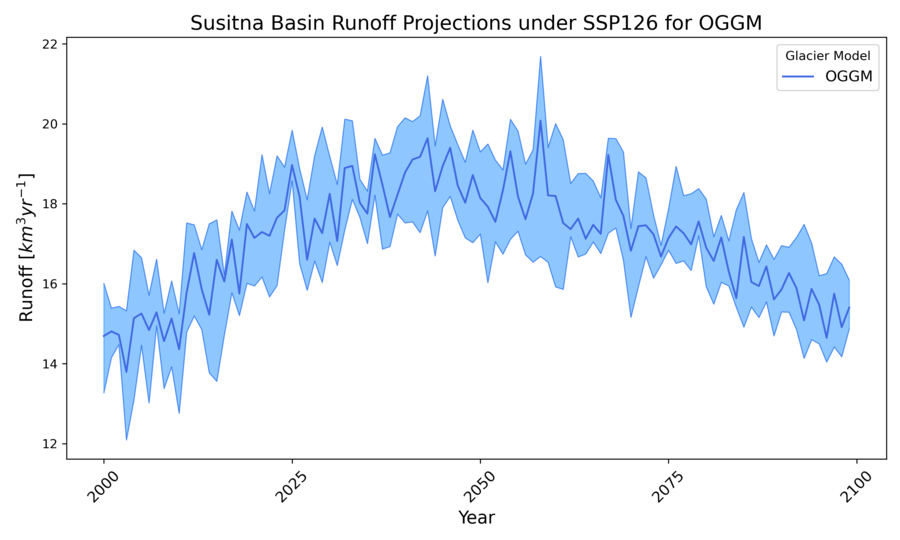 Susitna Basin Runoff Projections under SSP126 for OGGM
Glacier Model
OGGM
22
20
18
16
14
12
Runoff [km³yr⁻¹]
2000
2025
2050
2075
2100
Year